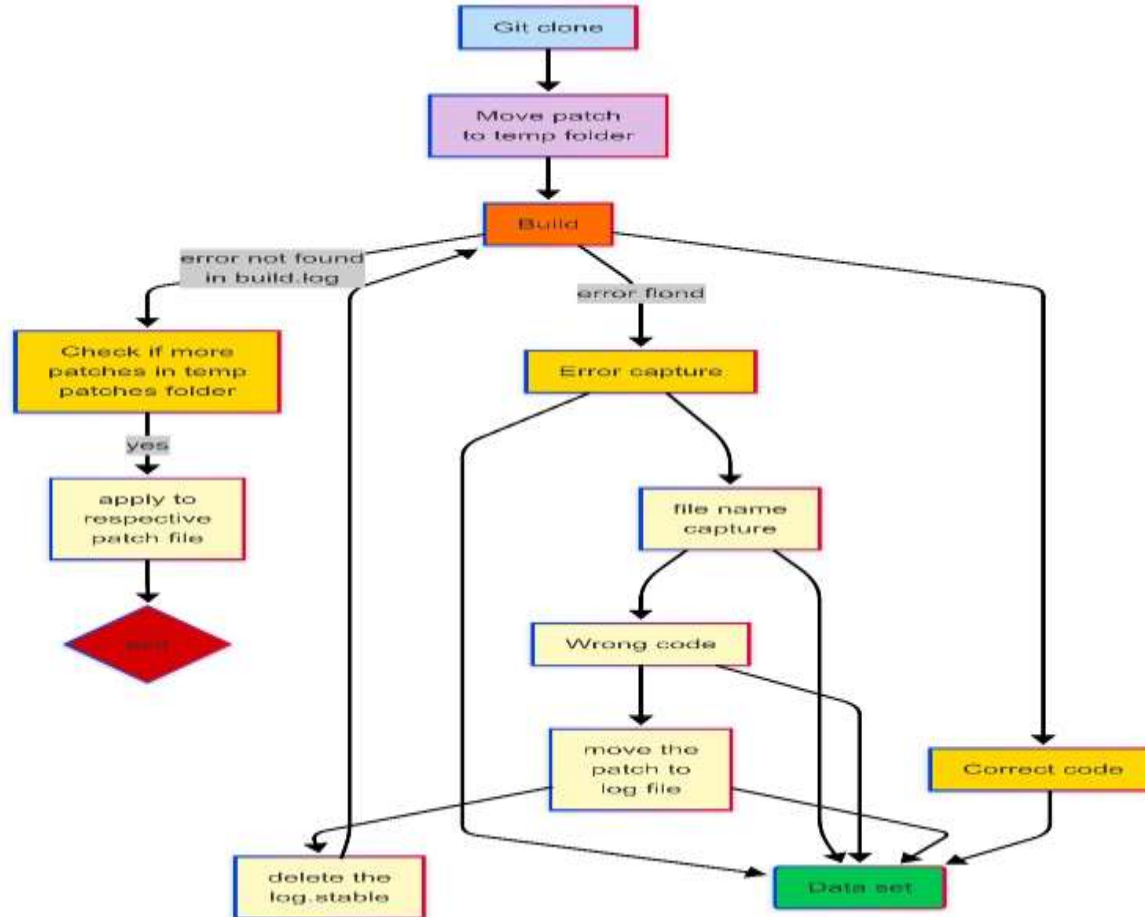 Git clone
Move patch
to temp folder
Build
error not found
in build.log
error fiond
Check if more
patches in temp
patches folder
Error capture
yes
apply to
respective
patch file
file name
capture
Wrong code
move the
patch to
log file
Correct code
delete the
log.stable
Data set